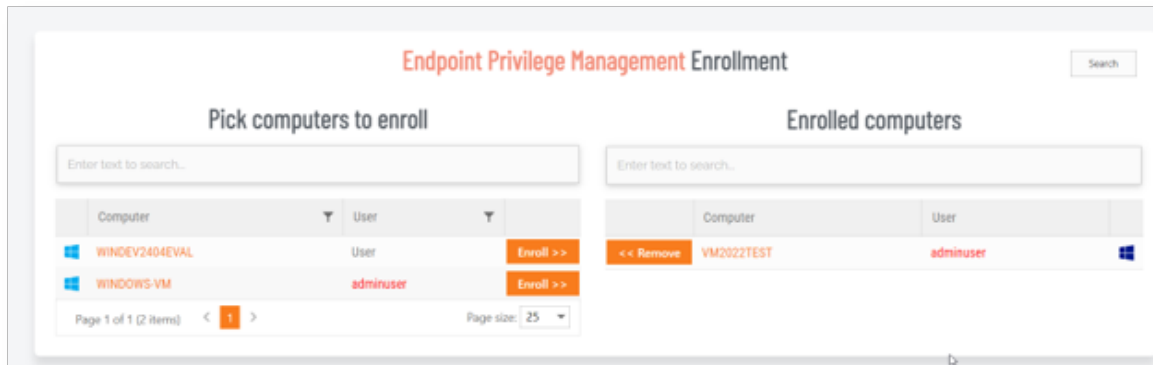 Endpoint Privilege Management Enrollment
Search
Pick computers to enroll
Enter text to search...
Computer User
WINDEV2404EVAL User Enroll >>
WINDOWS-VM adminuser Enroll >>
Page 1 of 1 (2 items) < 1 > Page size: 25
Enrolled computers
Enter text to search...
Computer User
<< Remove VM2022TEST adminuser